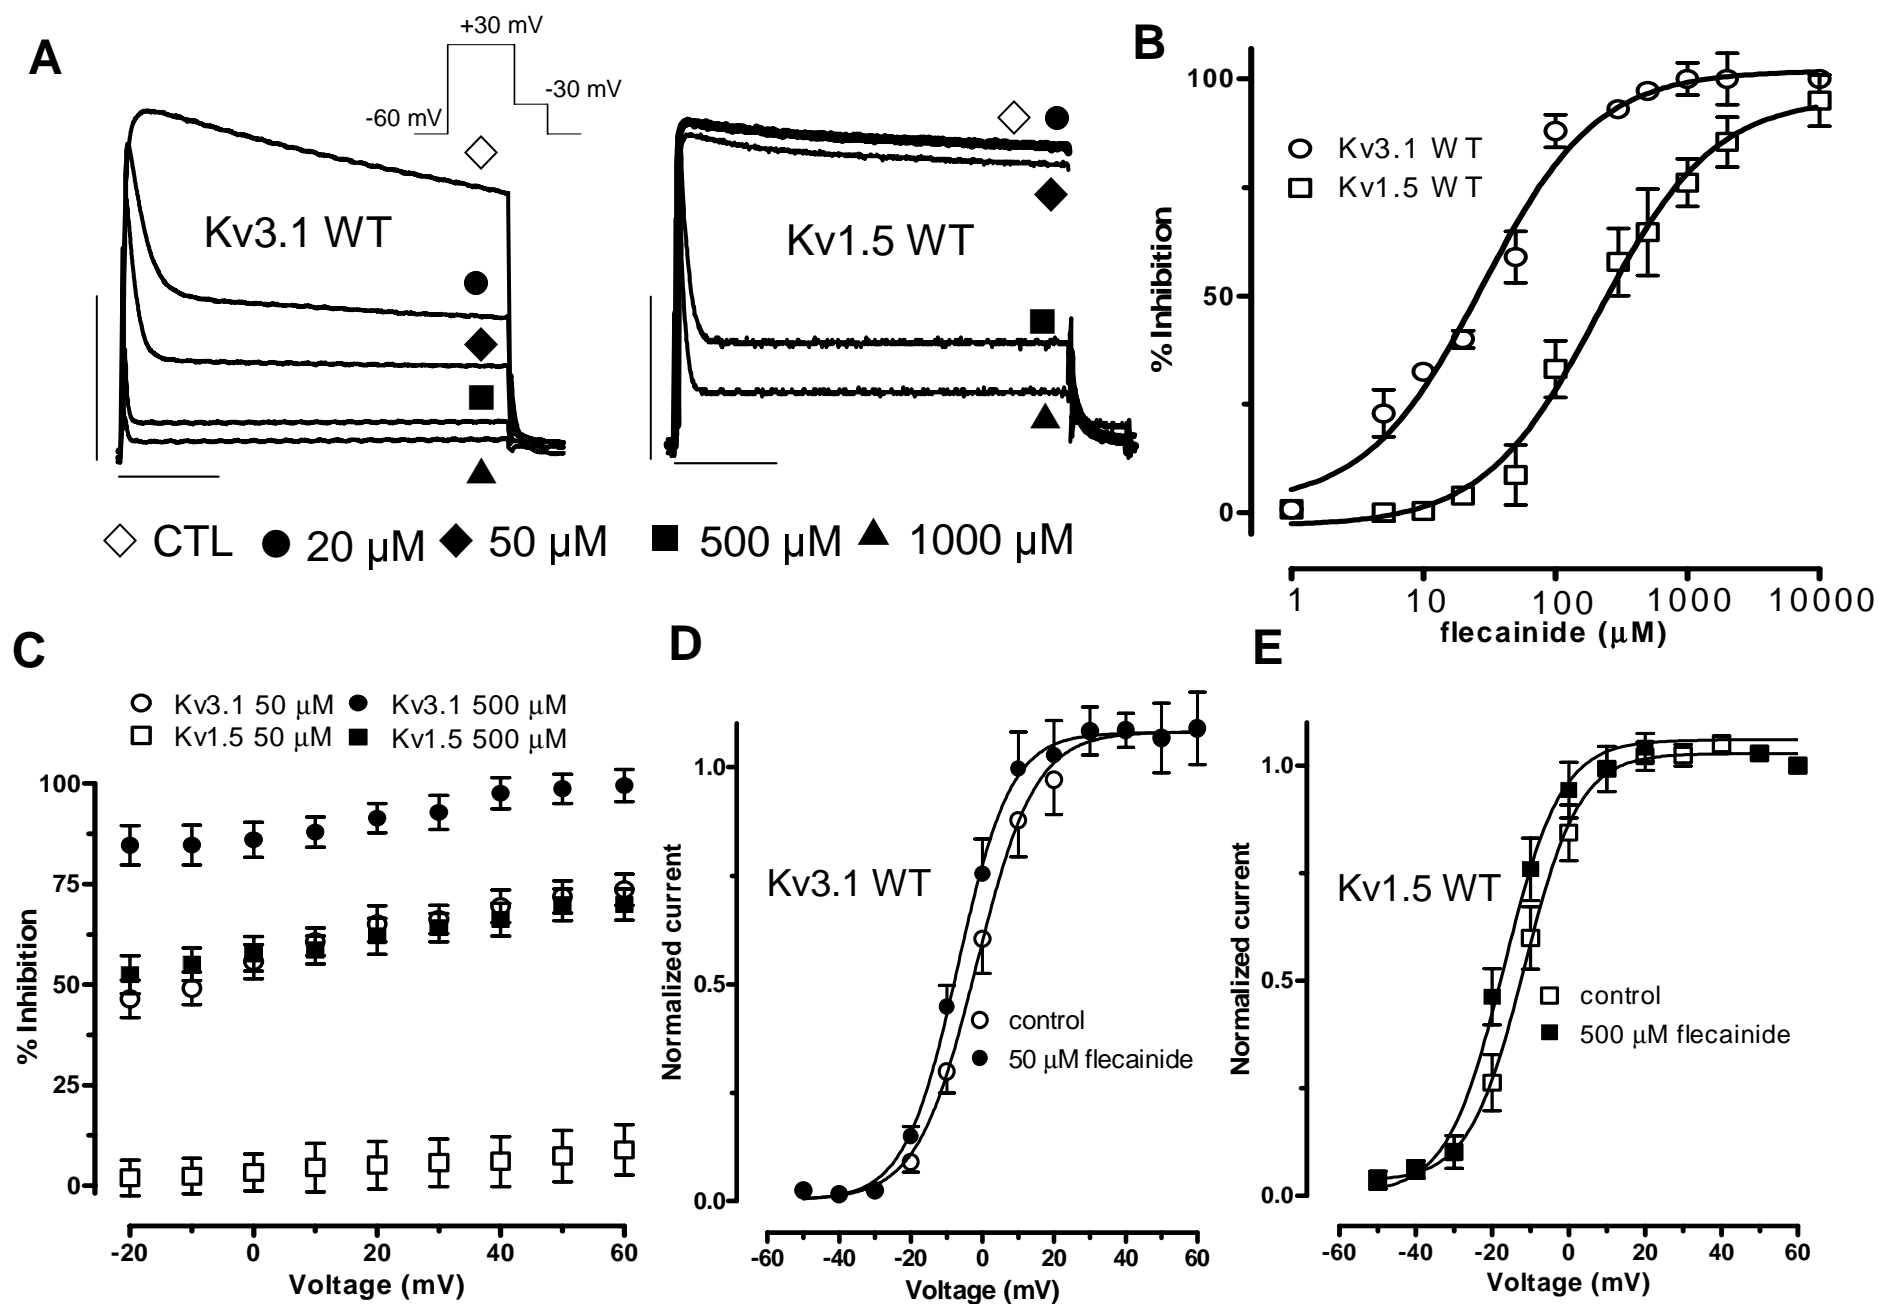 A
+30 mV
-60 mV
-30 mV
Kv3.1 WT
Kv1.5 WT
CTL 20 μM 50 μM 500 μM 1000 μM
B
100
50
0
% Inhibition
Kv3.1 WT
Kv1.5 WT
1 10 100 1000 10000
flecainide (μM)
C
Kv3.1 50 μM Kv3.1 500 μM
Kv1.5 50 μM Kv1.5 500 μM
100
75
50
25
0
% Inhibition
-20 0 20 40 60
Voltage (mV)
D
1.0
0.5
0.0
Normalized current
Kv3.1 WT
control
50 μM flecainide
-60 -40 -20 0 20 40 60
Voltage (mV)
E
1.0
0.5
0.0
Normalized current
Kv1.5 WT
control
500 μM flecainide
-60 -40 -20 0 20 40 60
Voltage (mV)